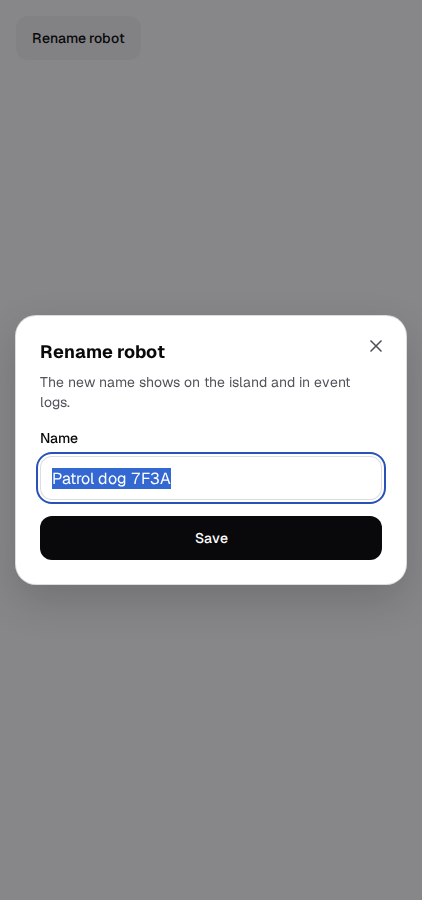 Rename robot
Rename robot
The new name shows on the island and in event
logs.
Name
Patrol dog 7F3A
Save